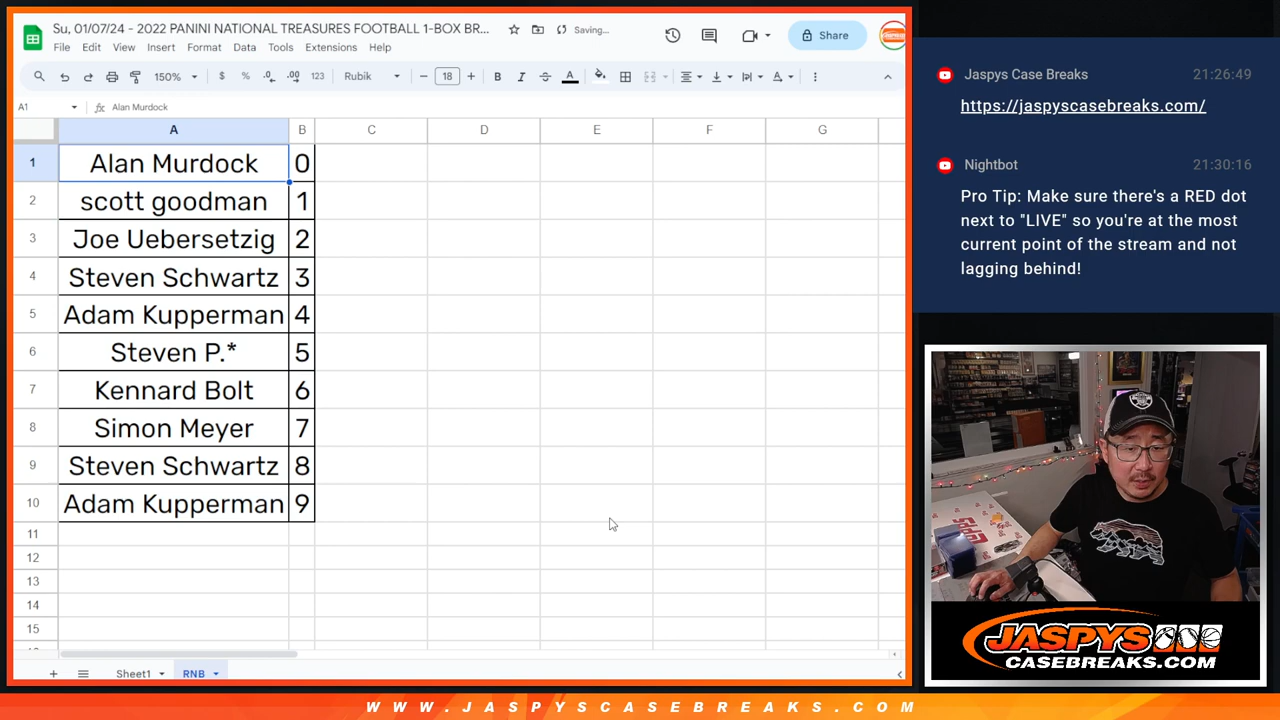 Su, 01/07/24 - 2022 PANINI NATIONAL TREASURES FOOTBALL 1-BOX BR...
Saving...
Share
File Edit View Insert Format Data Tools Extensions Help
150% $ % .0 .00 123 Rubik 18 B I A
A1 fx Alan Murdock
A B C D E F G
1 Alan Murdock 0
2 scott goodman 1
3 Joe Uebersetzig 2
4 Steven Schwartz 3
5 Adam Kupperman 4
6 Steven P.* 5
7 Kennard Bolt 6
8 Simon Meyer 7
9 Steven Schwartz 8
10 Adam Kupperman 9
11
12
13
14
15
Sheet1 RNB
Jaspys Case Breaks 21:26:49
https://jaspyscasebreaks.com/
Nightbot 21:30:16
Pro Tip: Make sure there's a RED dot
next to "LIVE" so you're at the most
current point of the stream and not
lagging behind!
JASPYS
CASEBREAKS.COM
WWW.JASPYSCASEBREAKS.COM